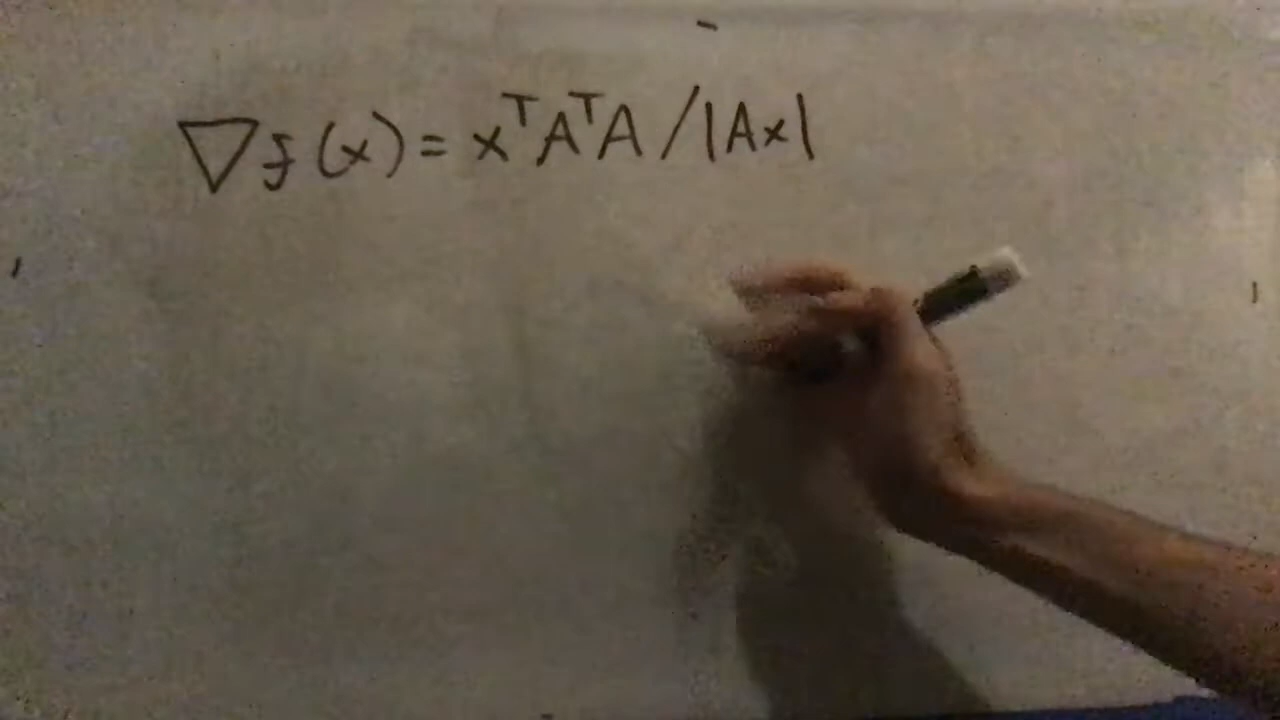 ∇f(x) = xᵀAᵀA / |Ax|